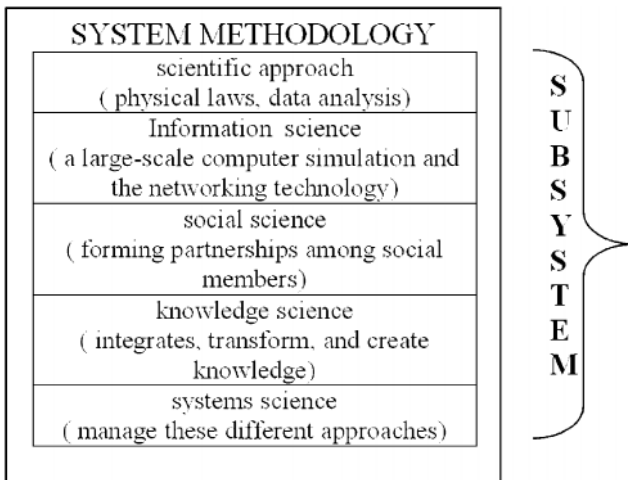 SYSTEM METHODOLOGY
scientific approach
( physical laws, data analysis)
Information science
( a large-scale computer simulation and
the networking technology)
social science
( forming partnerships among social
members)
knowledge science
( integrates, transform, and create
knowledge)
systems science
( manage these different approaches)
S
U
B
S
Y
S
T
E
M